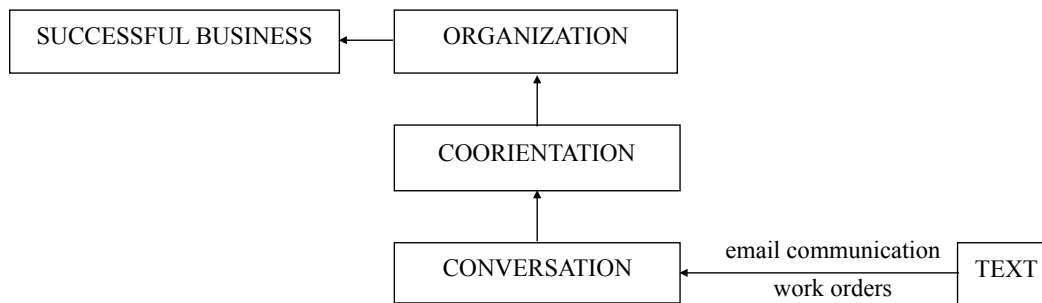 SUCCESSFUL BUSINESS
ORGANIZATION
COORIENTATION
email communication
CONVERSATION
TEXT
work orders